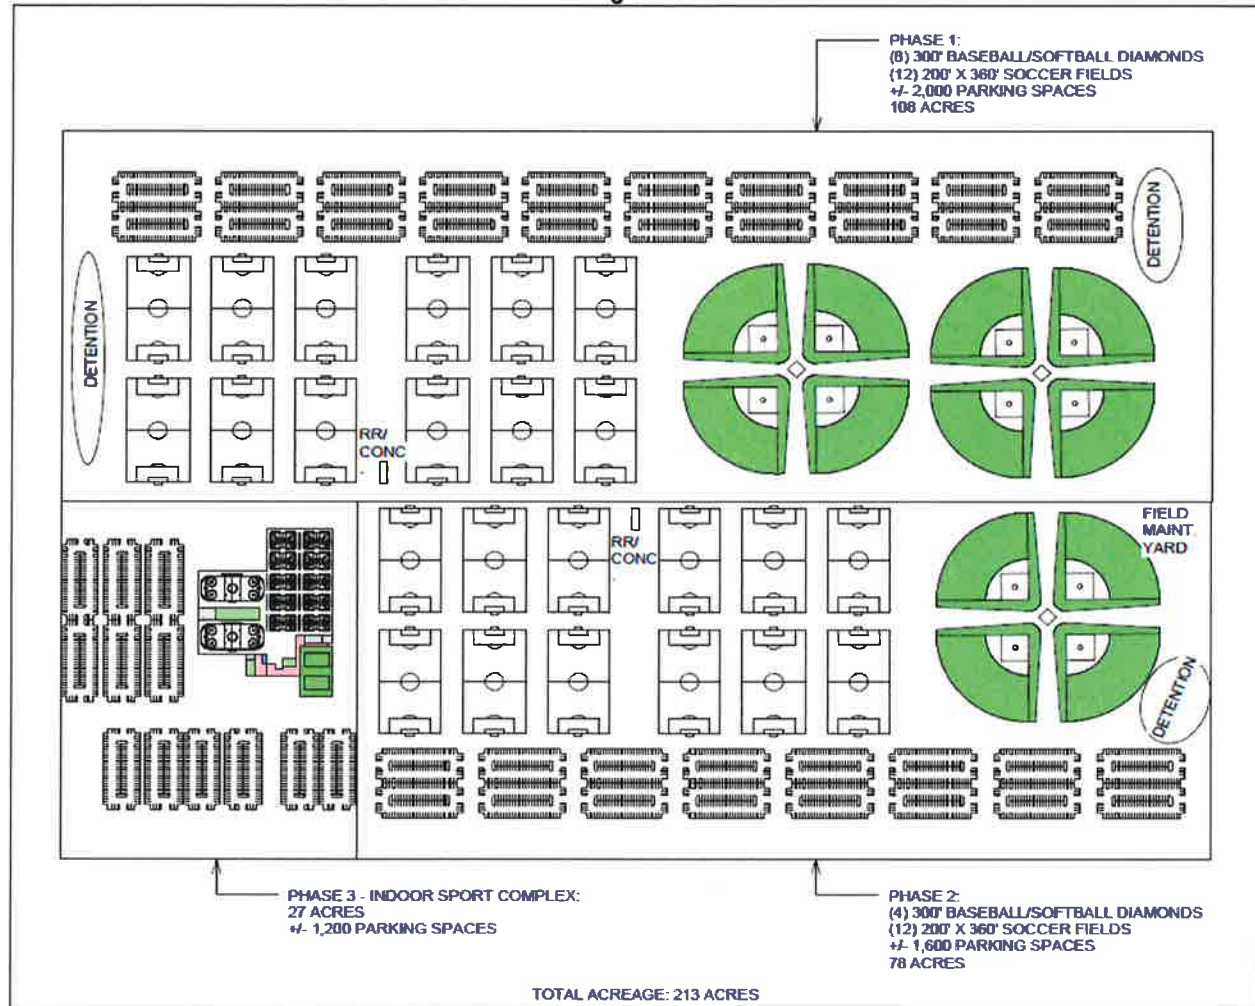 PHASE 1:
(8) 300' BASEBALL/SOFTBALL DIAMONDS
(12) 200' X 360' SOCCER FIELDS
+/- 2,000 PARKING SPACES
108 ACRES
DETENTION
DETENTION
RR/
CONC
RR/
CONC
FIELD
MAINT.
YARD
DETENTION
PHASE 3 - INDOOR SPORT COMPLEX:
27 ACRES
+/- 1,200 PARKING SPACES
PHASE 2:
(4) 300' BASEBALL/SOFTBALL DIAMONDS
(12) 200' X 360' SOCCER FIELDS
+/- 1,600 PARKING SPACES
78 ACRES
TOTAL ACREAGE: 213 ACRES